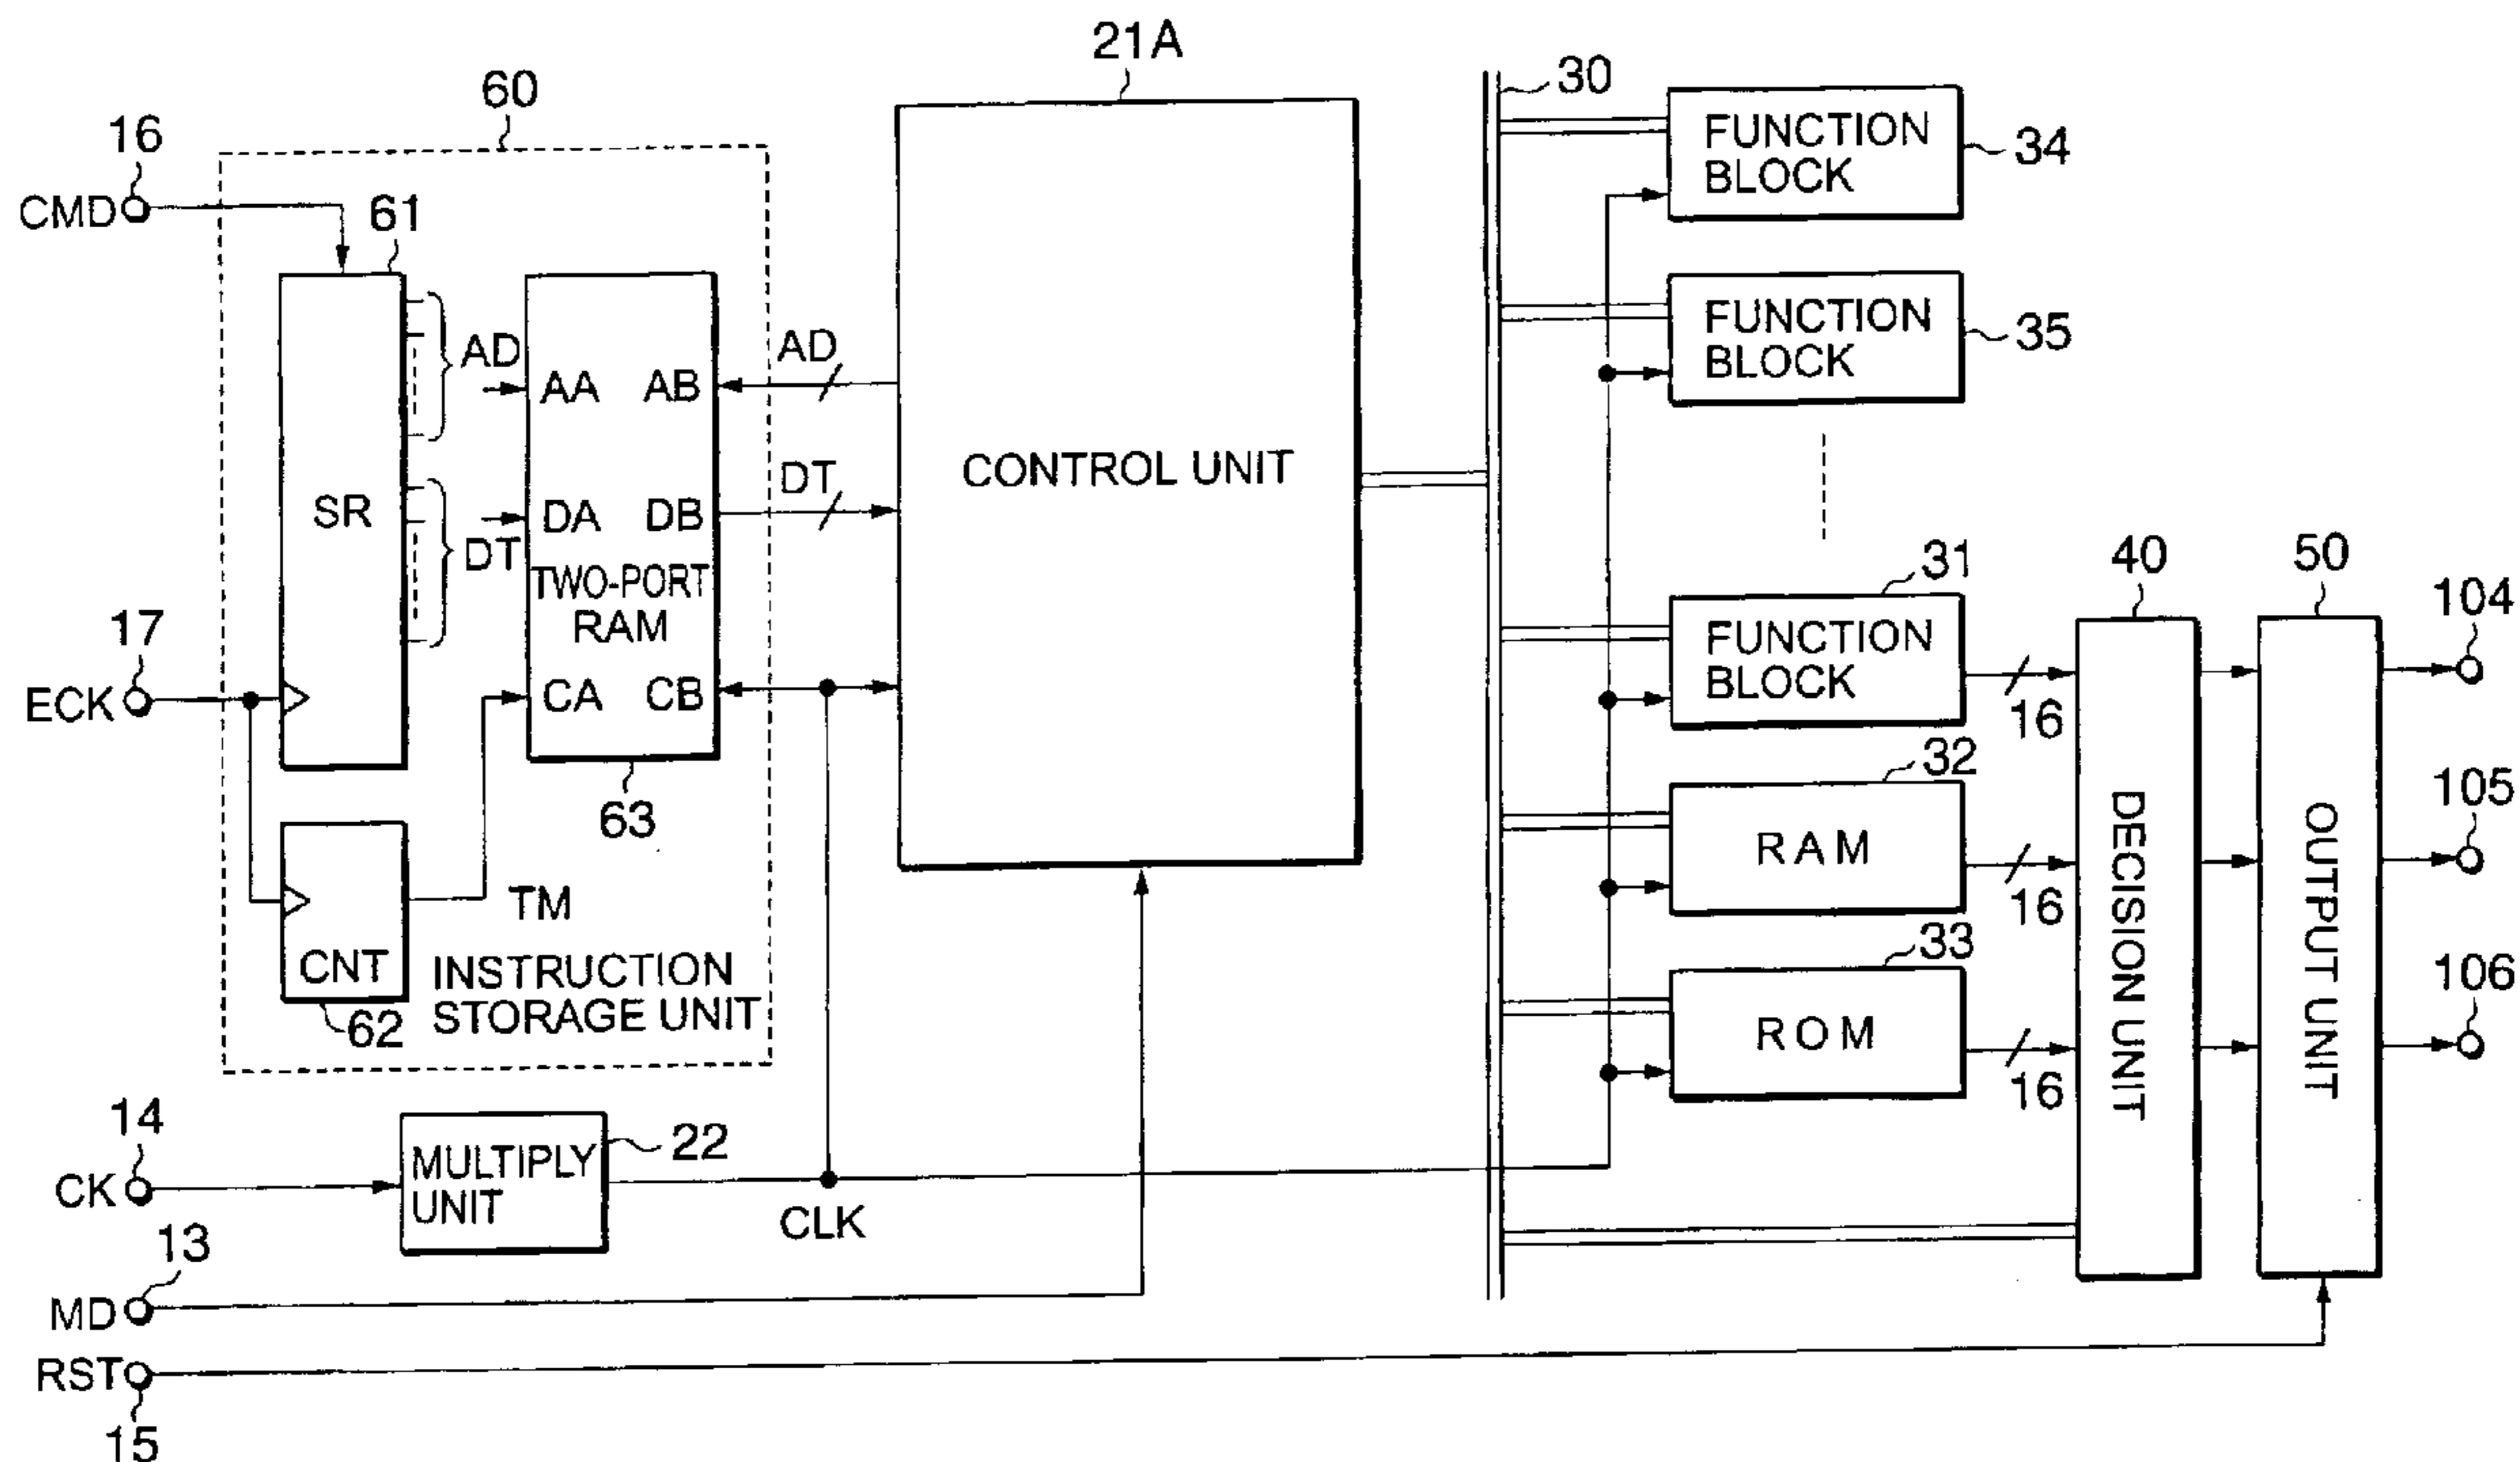 21A
30
60
16
FUNCTION
BLOCK
34
CMD
61
AD
AD
FUNCTION
BLOCK
35
AA AB
DT
CONTROL UNIT
SR
DA DB
DT
TWO-PORT
RAM
31
40
50
17
104
FUNCTION
BLOCK
ECK
CA CB
16
63
32
105
RAM
DECISION UNIT
OUTPUT UNIT
TM
16
33
CNT
INSTRUCTION
STORAGE UNIT
106
62
ROM
16
14
22
MULTIPLY
UNIT
CK
CLK
13
MD
RST
15